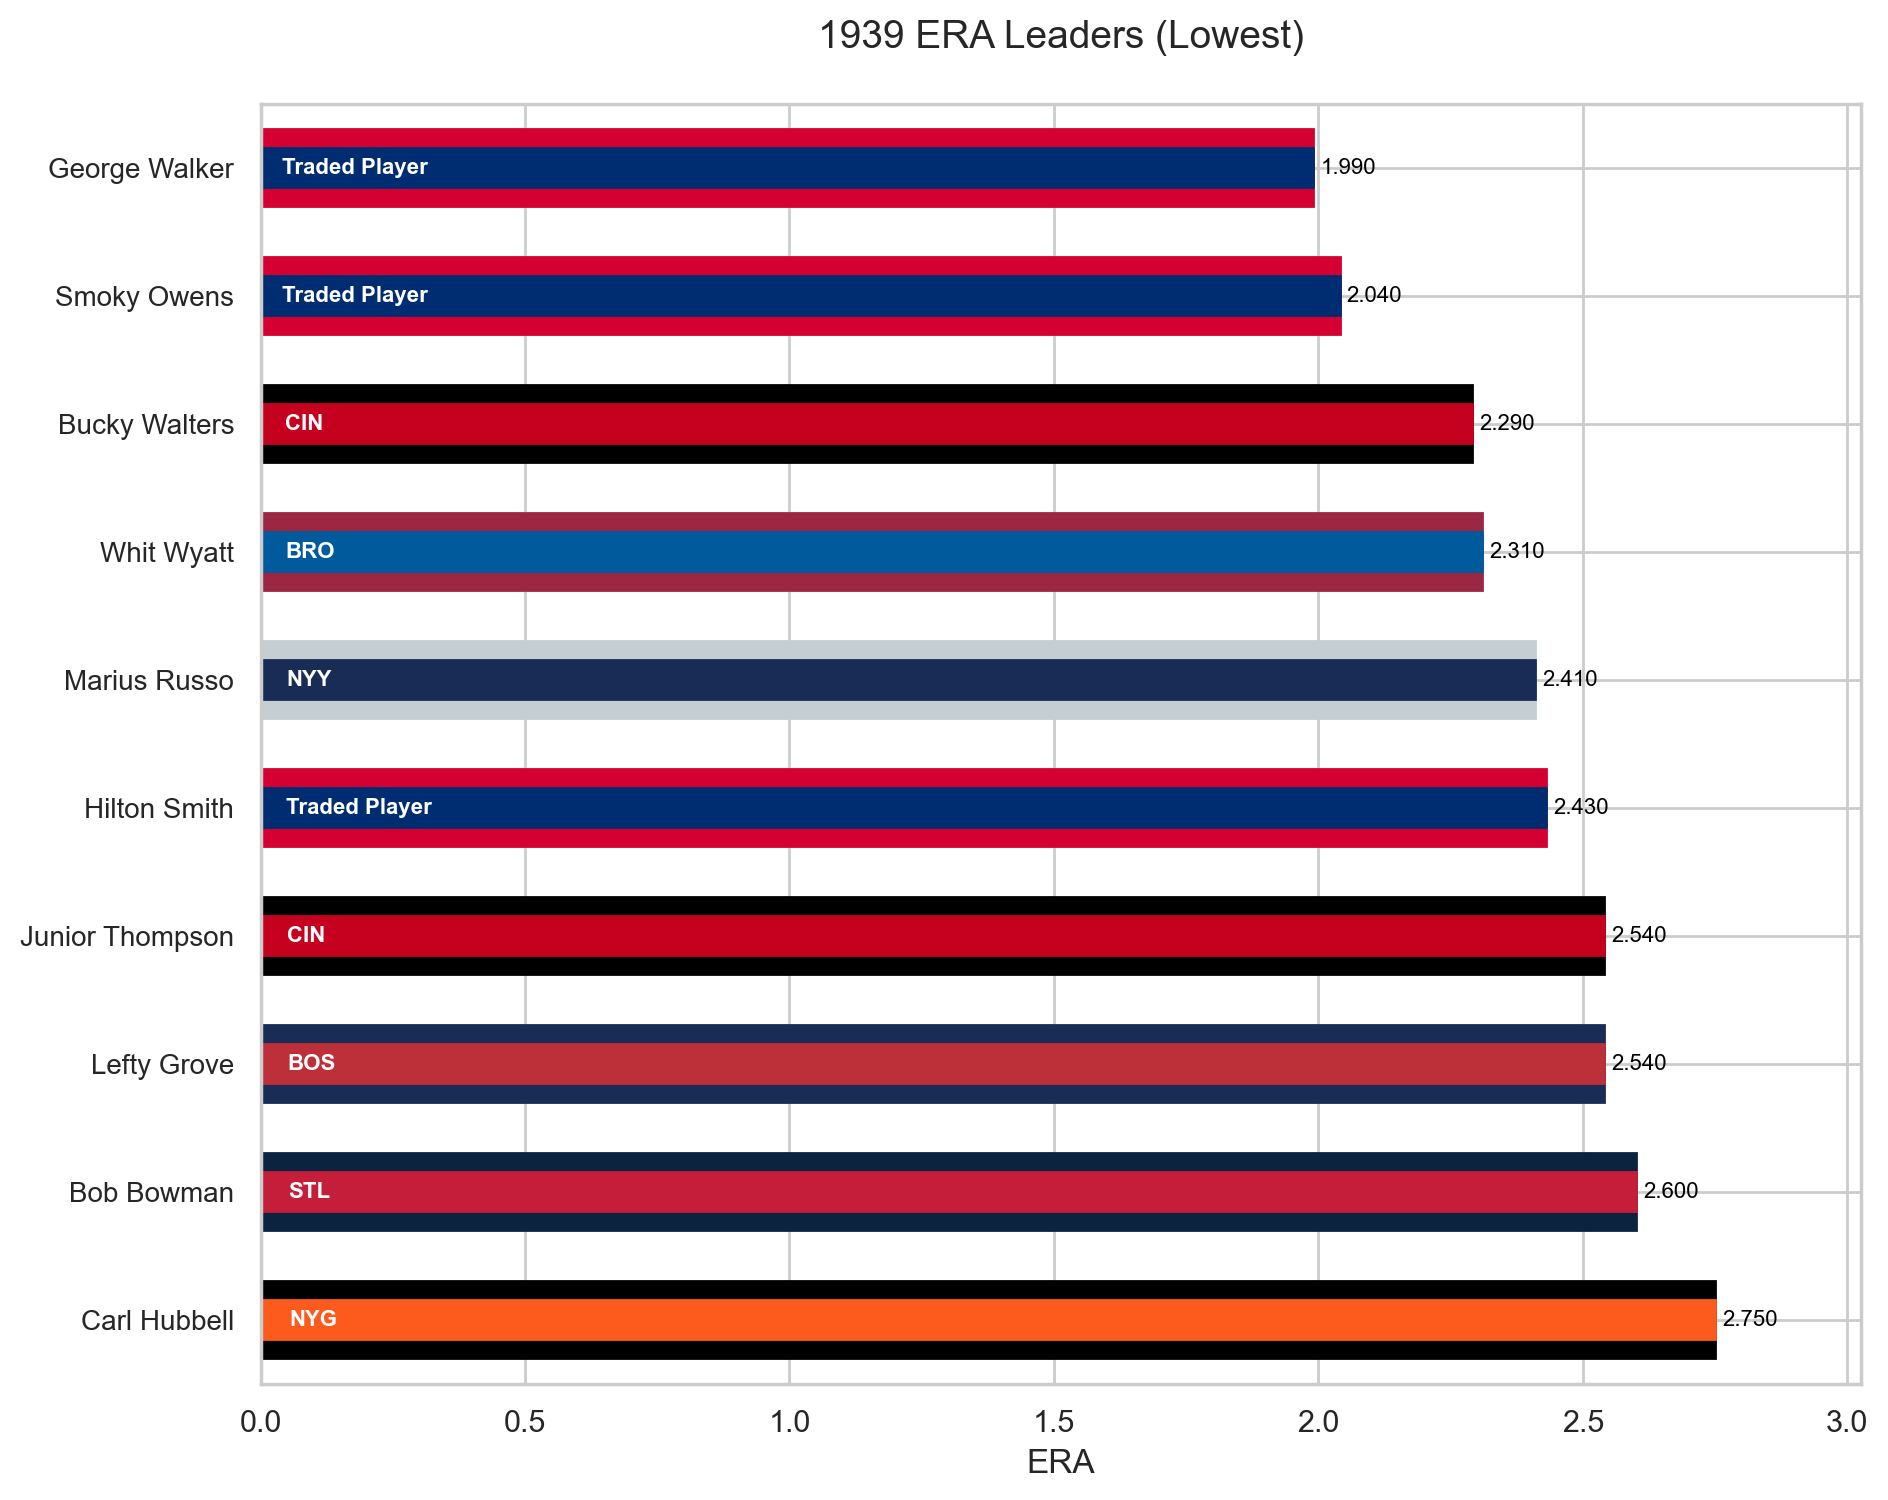 1939 ERA Leaders (Lowest)
George Walker
Traded Player
1.990
Smoky Owens
Traded Player
2.040
Bucky Walters
CIN
2.290
Whit Wyatt
BRO
2.310
Marius Russo
NYY
2.410
Hilton Smith
Traded Player
2.430
Junior Thompson
CIN
2.540
Lefty Grove
BOS
2.540
Bob Bowman
STL
2.600
Carl Hubbell
NYG
2.750
0.0 0.5 1.0 1.5 2.0 2.5 3.0
ERA